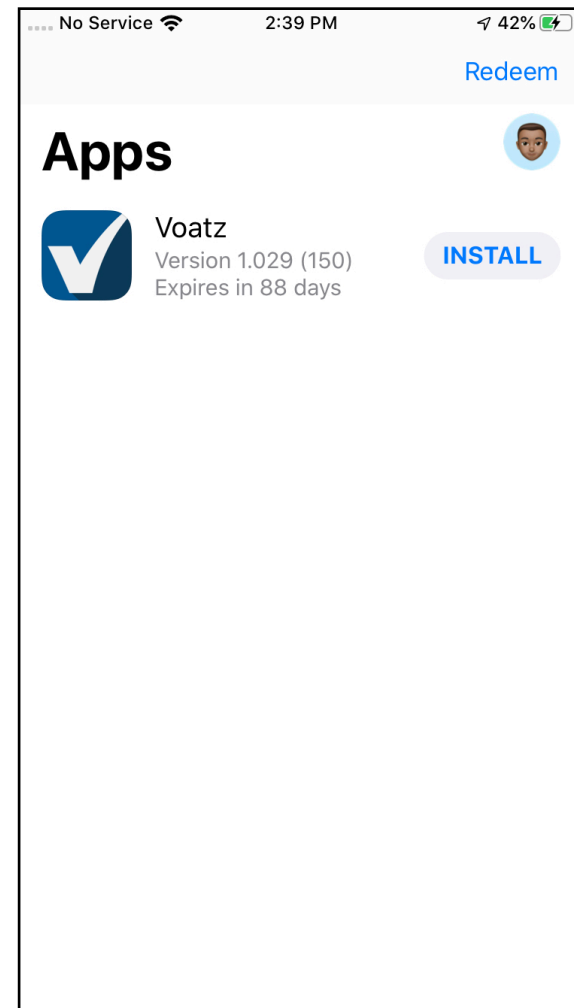 No Service 2:39 PM 42%
Redeem
Apps
Voatz
Version 1.029 (150)
Expires in 88 days
INSTALL